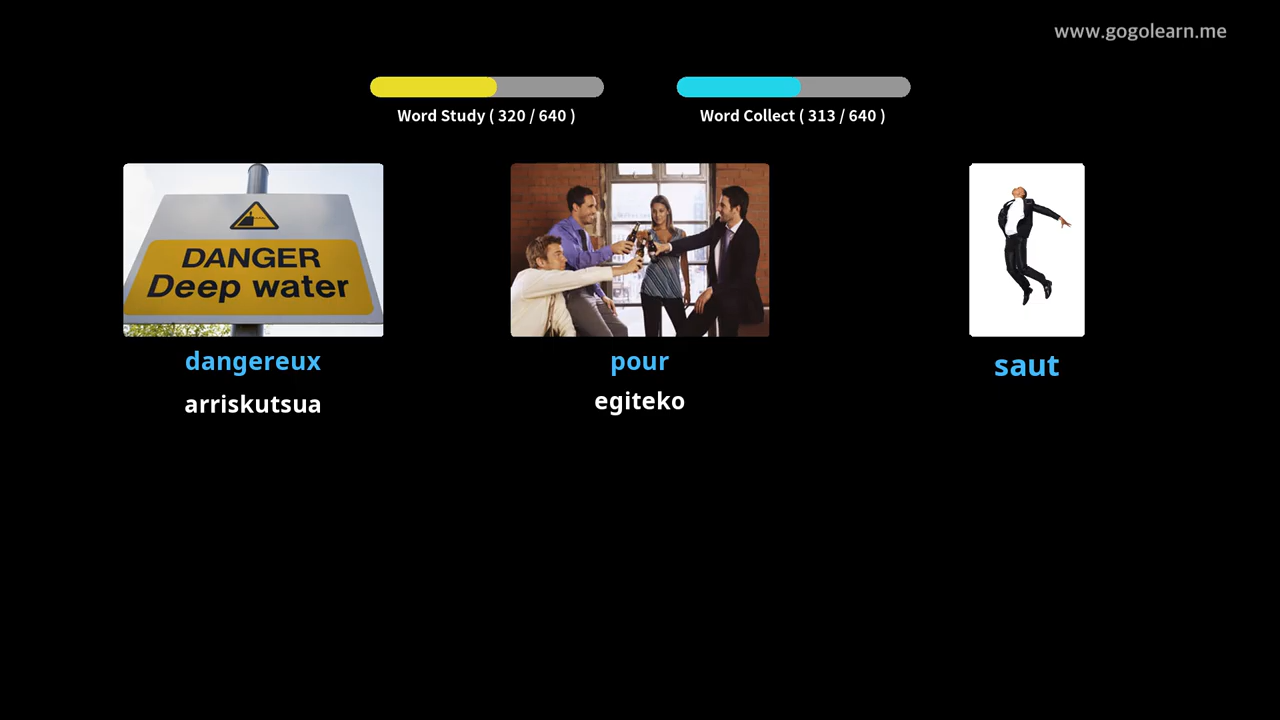 www.gogolearn.me
Word Study ( 320 / 640 )
Word Collect ( 313 / 640 )
DANGER
Deep water
dangereux
pour
saut
arriskutsua
egiteko